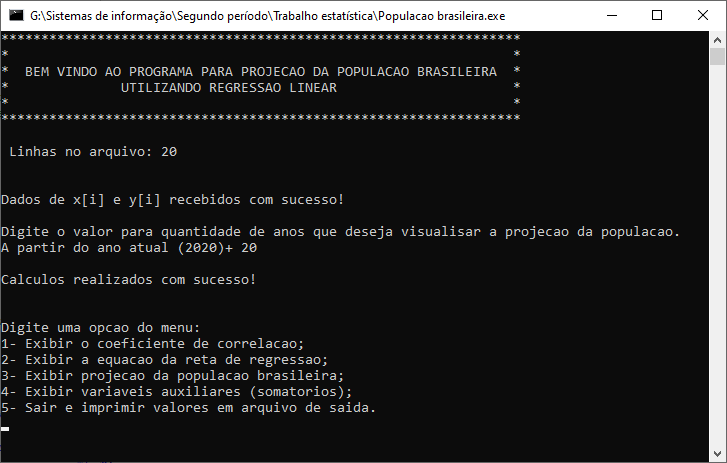 G:\Sistemas de informação\Segundo período\Trabalho estatística\Populacao brasileira.exe
*****************************************************************
*                                                               *
*  BEM VINDO AO PROGRAMA PARA PROJECAO DA POPULACAO BRASILEIRA  *
*              UTILIZANDO REGRESSAO LINEAR                      *
*                                                               *
*****************************************************************
Linhas no arquivo: 20
Dados de x[i] e y[i] recebidos com sucesso!
Digite o valor para quantidade de anos que deseja visualisar a projecao da populacao.
A partir do ano atual (2020)+ 20
Calculos realizados com sucesso!
Digite uma opcao do menu:
1- Exibir o coeficiente de correlacao;
2- Exibir a equacao da reta de regressao;
3- Exibir projecao da populacao brasileira;
4- Exibir variaveis auxiliares (somatorios);
5- Sair e imprimir valores em arquivo de saida.